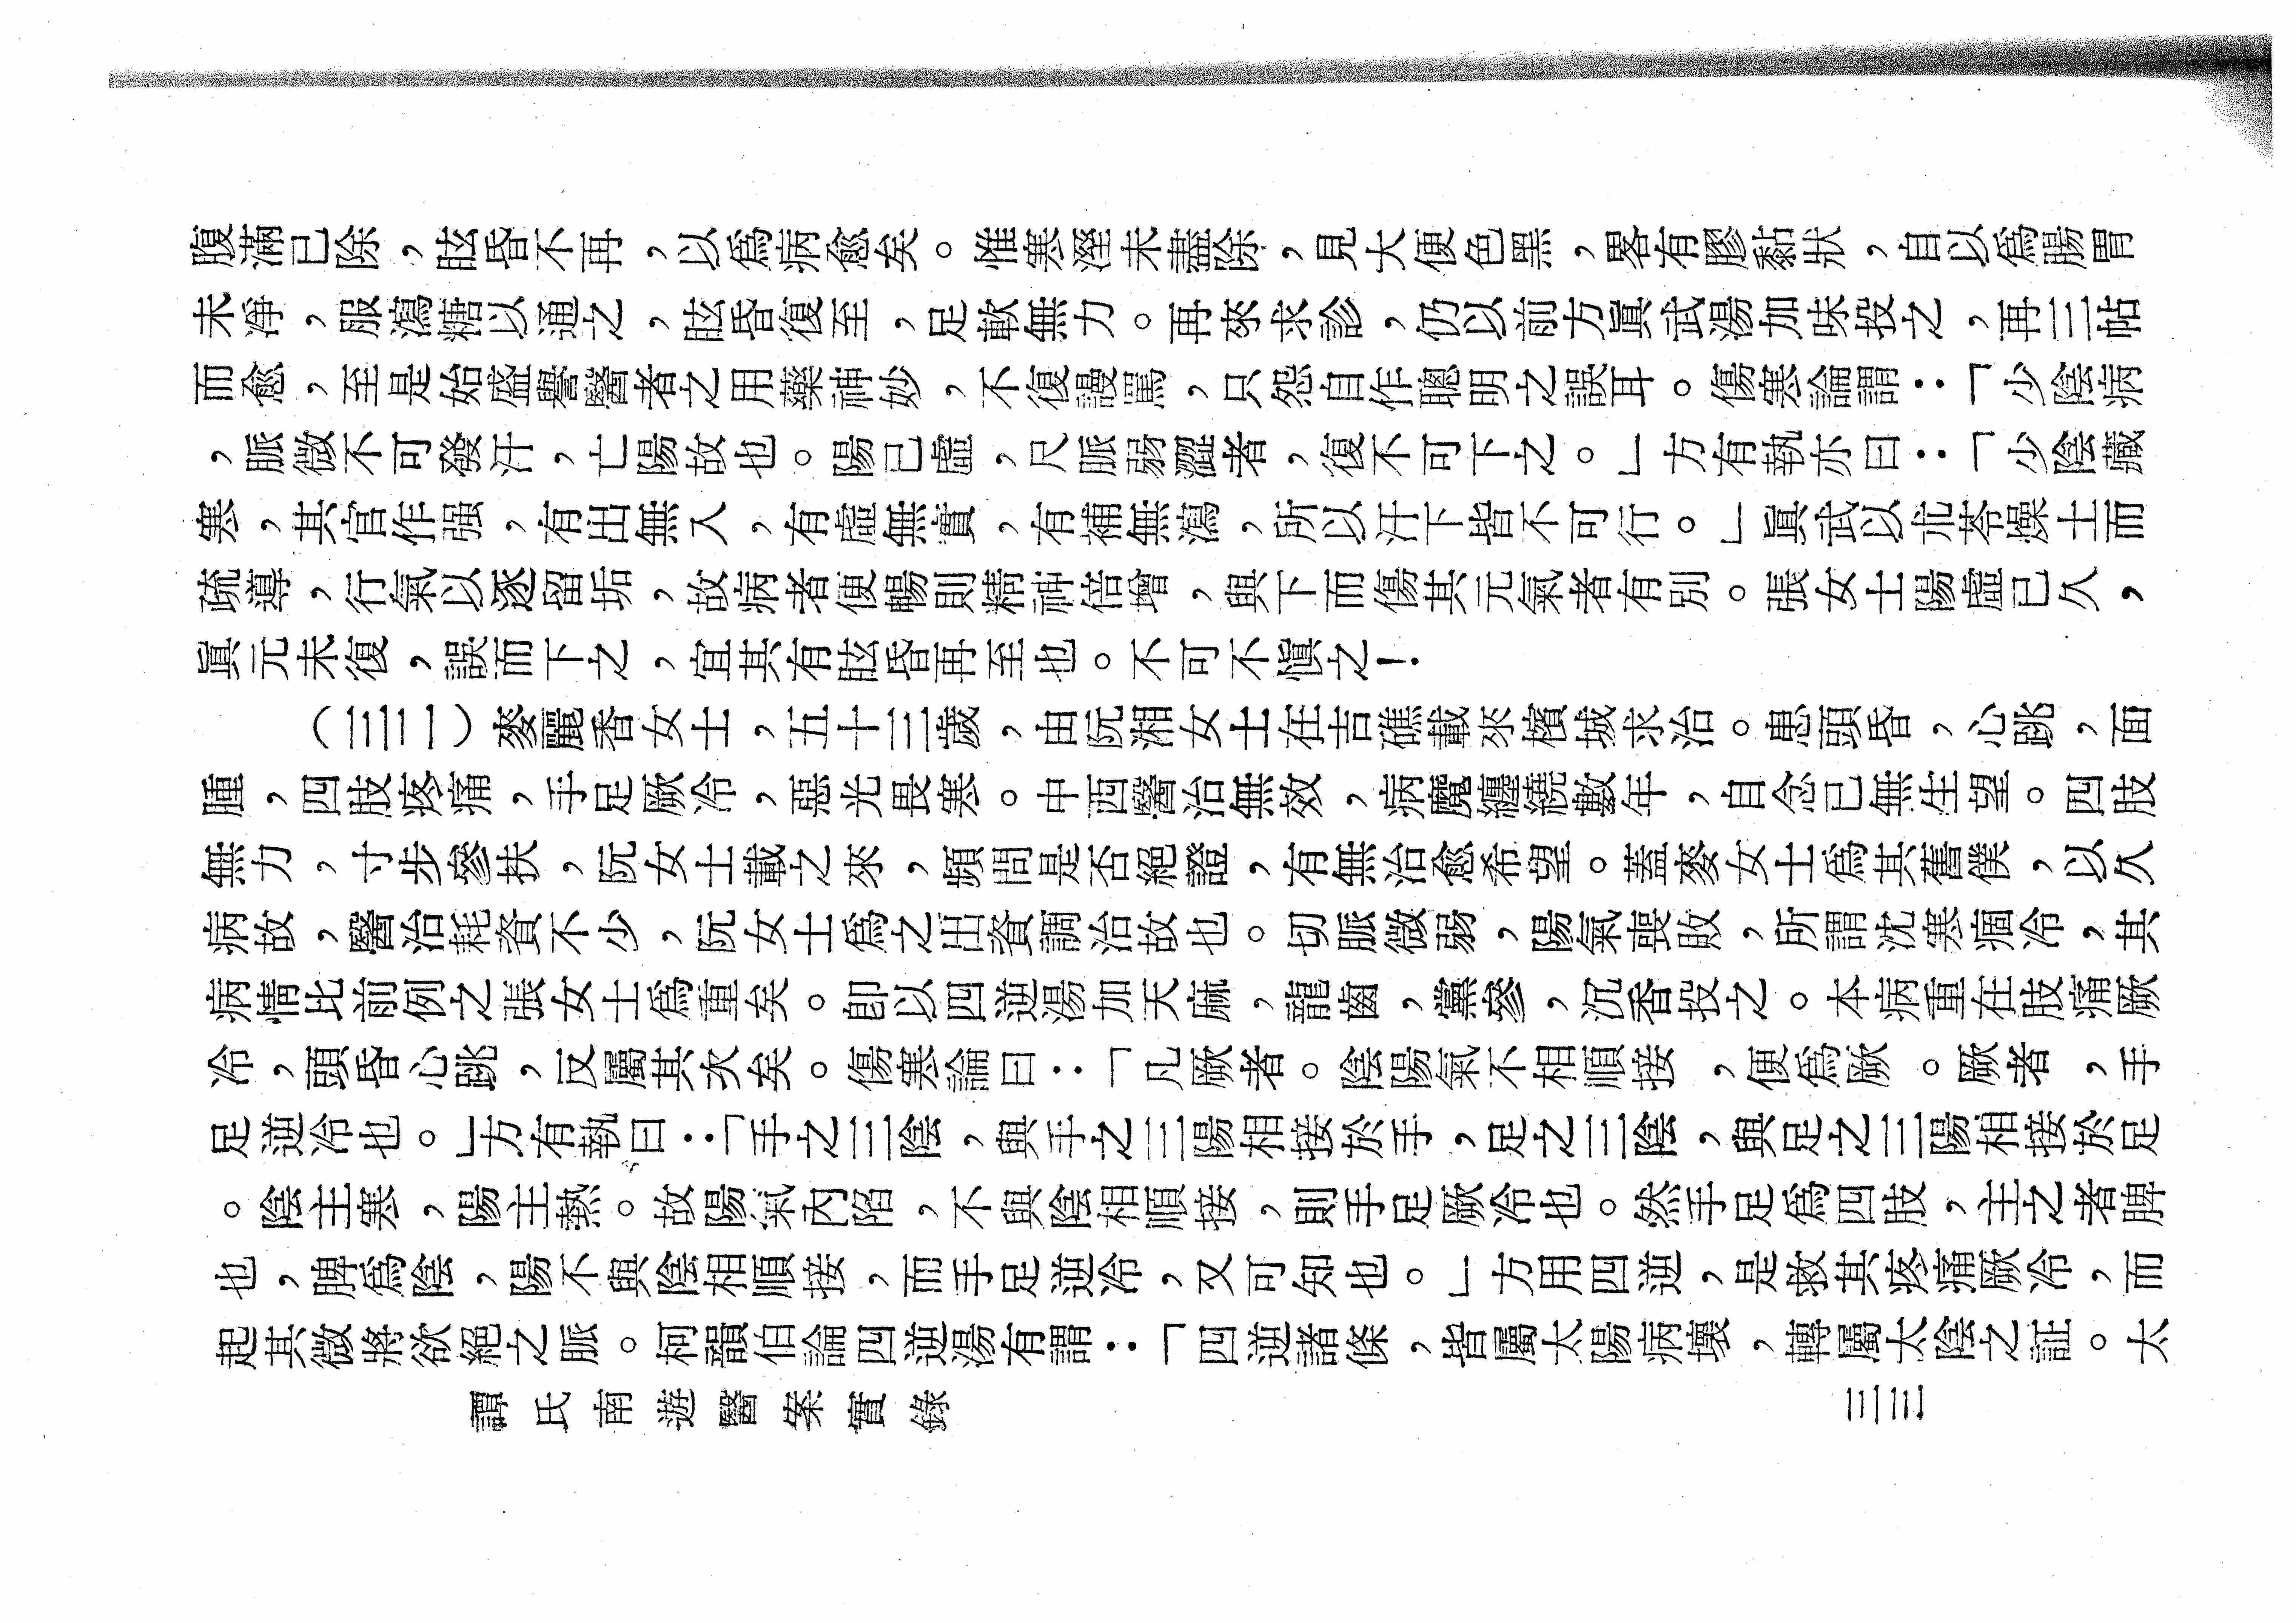 腹滿已除，眩昏不再，以爲病愈矣。惟寒溼未盡除，見大便色黑，畧有膠黏狀，自以爲腸胃
未淨，服瀉糖以通之，眩昏復至，足軟無力。再來求診，仍以前方眞武湯加味投之，再三帖
而愈，至是始盛譽醫者之用藥神妙，不復謾駡，只怨自作聰明之誤耳。傷寒論謂：「少陰病
，脈微不可發汗，亡陽故也。陽已虛，尺脈弱澀者，復不可下之。」方有執亦曰：「少陰藏
寒，其官作强，有出無入，有虛無實，有補無瀉，所以汗下皆不可行。」眞武以朮苓燥土而
疏導，行氣以逐留垢，故病者便暢則精神倍增，與下而傷其元氣者有別。張女士陽虛已久，
眞元未復，誤而下之，宜其有眩昏再至也。不可不愼之！
（三三一）麥麗香女士，五十三歲，由阮湘女士在吉礁載來檳城求治。患頭昏，心跳，面
腫，四肢疼痛，手足厥冷，惡光畏寒。中西醫治無效，病魔纏繞數年，自念已無生望。四肢
無力，寸步參扶，阮女士載之來，頻問是否絕證，有無治愈希望。蓋麥女士爲其舊僕，以久
病故，醫治耗資不少，阮女士爲之出資調治故也。切脈微弱，陽氣喪敗，所謂沈寒痼冷，其
病情比前例之張女士爲重矣。卽以四逆湯加天麻，龍齒，黨參，沉香投之。本病重在肢痛厥
冷，頭昏心跳，反屬其次矣。傷寒論曰：「凡厥者。陰陽氣不相順接，便爲厥。厥者，手
足逆冷也。」方有執曰：「手之三陰，與手之三陽相接於手，足之三陰，與足之三陽相接於足
。陰主寒，陽主熱。故陽氣內陷，不與陰相順接，則手足厥冷也。然手足爲四肢，主之者脾
也，脾爲陰，陽不與陰相順接，而手足逆冷，又可知也。」方用四逆，是救其疼痛厥冷，而
起其微將欲絕之脈。柯韻伯論四逆湯有謂：「四逆諸條，皆屬太陽病壞，轉屬太陰之証。太
譚氏南遊醫案實錄
三三